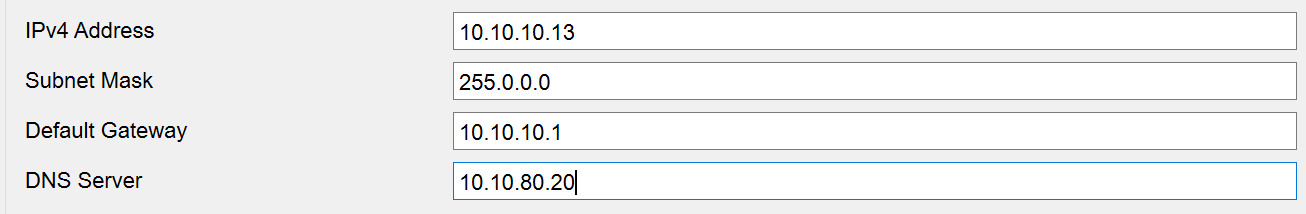 IPv4 Address 10.10.10.13
Subnet Mask 255.0.0.0
Default Gateway 10.10.10.1
DNS Server 10.10.80.20